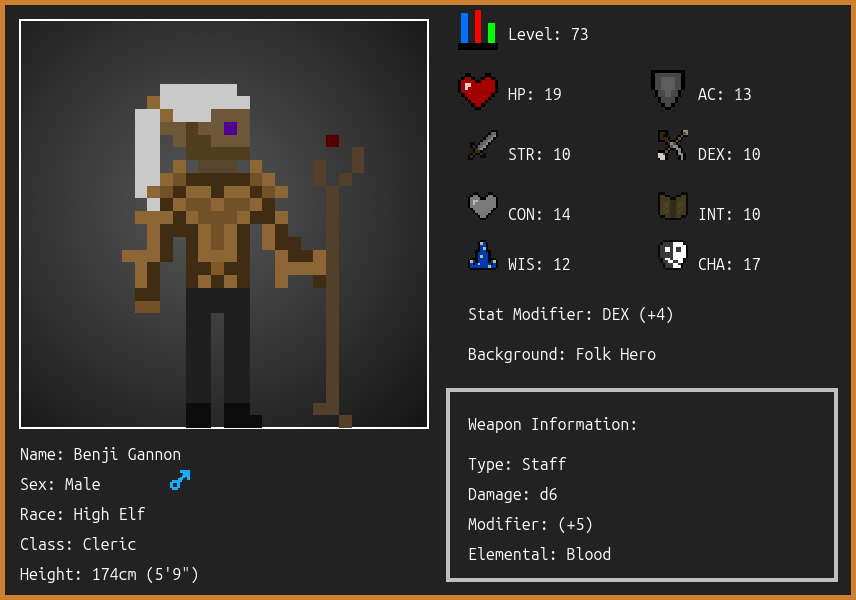 Level: 73
HP: 19
AC: 13
STR: 10
DEX: 10
CON: 14
INT: 10
WIS: 12
CHA: 17
Stat Modifier: DEX (+4)
Background: Folk Hero
Weapon Information:
Type: Staff
Damage: d6
Modifier: (+5)
Elemental: Blood
Name: Benji Gannon
Sex: Male
Race: High Elf
Class: Cleric
Height: 174cm (5'9")